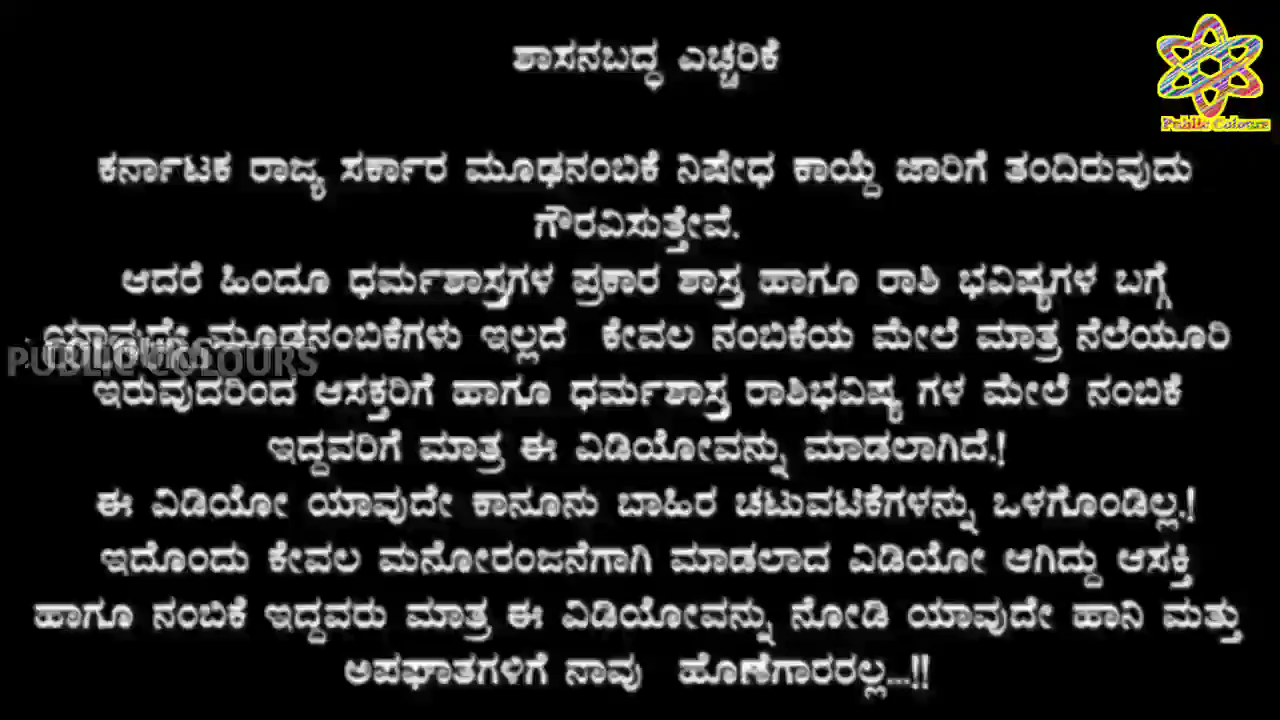 ಶಾಸನಬದ್ಧ ಎಚ್ಚರಿಕೆ
Public Colours
ಕರ್ನಾಟಕ ರಾಜ್ಯ ಸರ್ಕಾರ ಮೂಢನಂಬಿಕೆ ನಿಷೇಧ ಕಾಯ್ದೆ ಜಾರಿಗೆ ತಂದಿರುವುದು
ಗೌರವಿಸುತ್ತೇವೆ.
ಆದರೆ ಹಿಂದೂ ಧರ್ಮಶಾಸ್ತ್ರಗಳ ಪ್ರಕಾರ ಶಾಸ್ತ್ರ ಹಾಗೂ ರಾಶಿ ಭವಿಷ್ಯಗಳ ಬಗ್ಗೆ
ಯಾವುದೇ ಮೂಢನಂಬಿಕೆಗಳು ಇಲ್ಲದೆ ಕೇವಲ ನಂಬಿಕೆಯ ಮೇಲೆ ಮಾತ್ರ ನೆಲೆಯೂರಿ
PUBLIC COLOURS
ಇರುವುದರಿಂದ ಆಸಕ್ತರಿಗೆ ಹಾಗೂ ಧರ್ಮಶಾಸ್ತ್ರ ರಾಶಿಭವಿಷ್ಯ ಗಳ ಮೇಲೆ ನಂಬಿಕೆ
ಇದ್ದವರಿಗೆ ಮಾತ್ರ ಈ ವಿಡಿಯೋವನ್ನು ಮಾಡಲಾಗಿದೆ.!
ಈ ವಿಡಿಯೋ ಯಾವುದೇ ಕಾನೂನು ಬಾಹಿರ ಚಟುವಟಿಕೆಗಳನ್ನು ಒಳಗೊಂಡಿಲ್ಲ.!
ಇದೊಂದು ಕೇವಲ ಮನೋರಂಜನೆಗಾಗಿ ಮಾಡಲಾದ ವಿಡಿಯೋ ಆಗಿದ್ದು ಆಸಕ್ತಿ
ಹಾಗೂ ನಂಬಿಕೆ ಇದ್ದವರು ಮಾತ್ರ ಈ ವಿಡಿಯೋವನ್ನು ನೋಡಿ ಯಾವುದೇ ಹಾನಿ ಮತ್ತು
ಅಪಘಾತಗಳಿಗೆ ನಾವು ಹೊಣೆಗಾರರಲ್ಲ...!!